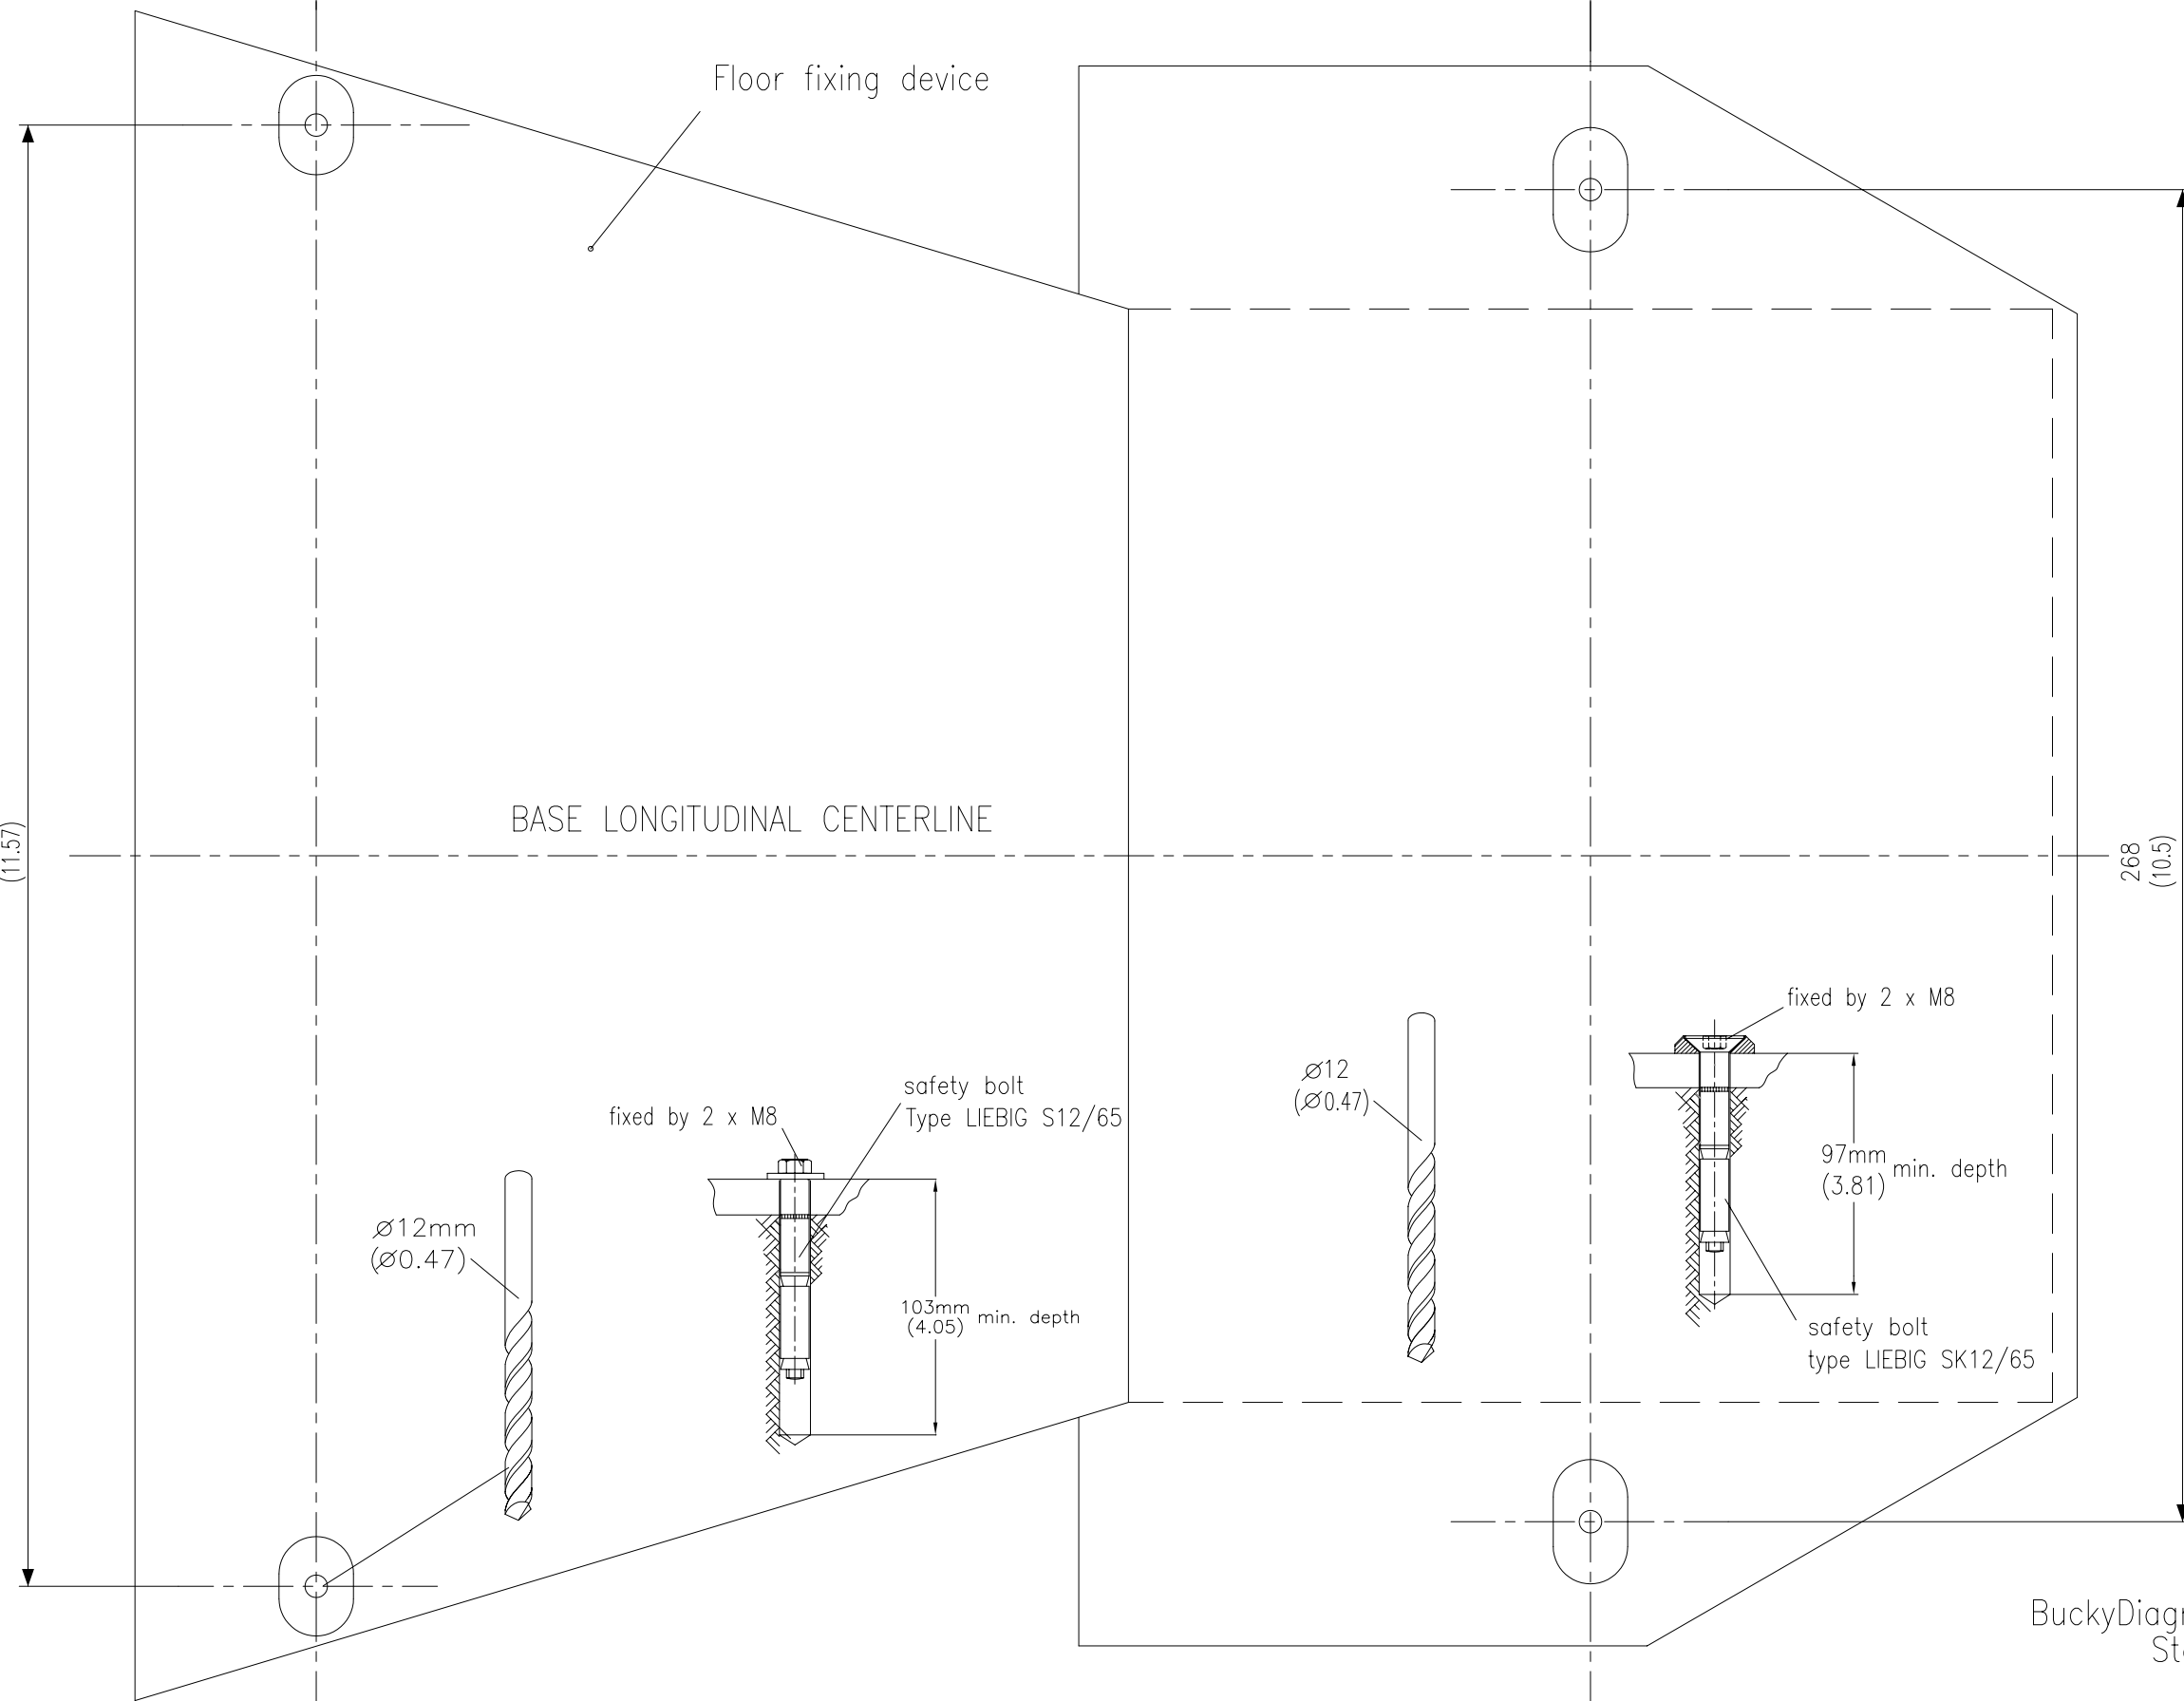 Floor fixing device
(11.57)
BASE LONGITUDINAL CENTERLINE
268
(10.5)
fixed by 2 x M8
Ø12
(Ø0.47)
safety bolt
Type LIEBIG S12/65
fixed by 2 x M8
97mm
(3.81)
min. depth
Ø12mm
(Ø0.47)
103mm
(4.05)
min. depth
safety bolt
type LIEBIG SK12/65